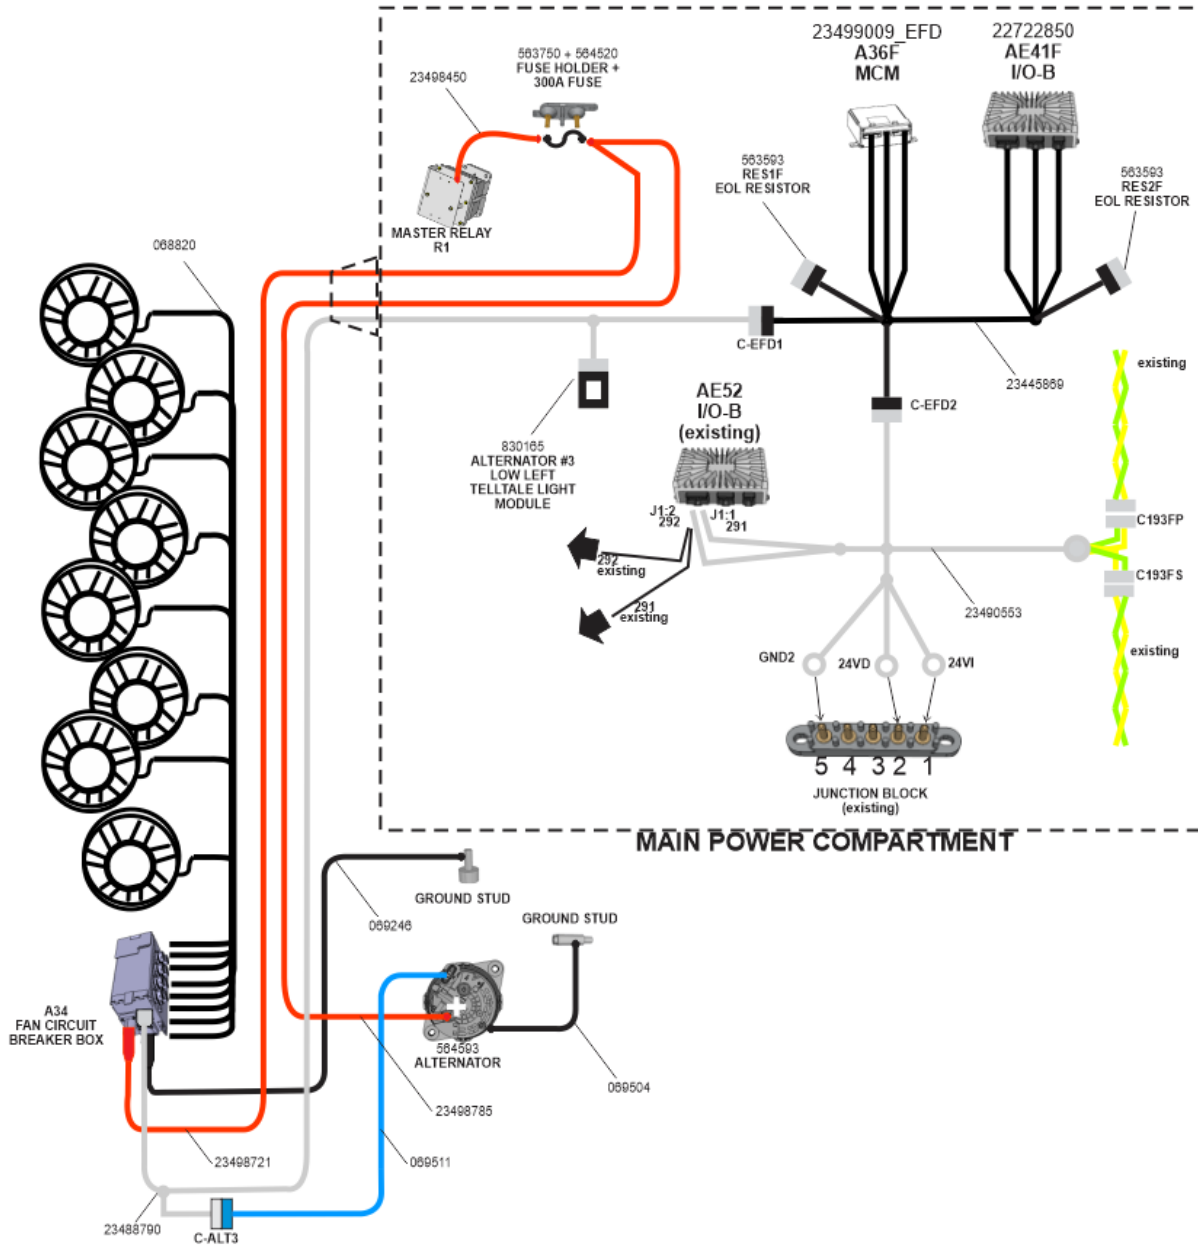 23499009_EFD
A36F
MCM
22722850
AE41F
I/O-B
563750 + 564520
FUSE HOLDER +
300A FUSE
23498450
563593
RES1F
EOL RESISTOR
563593
RES2F
EOL RESISTOR
MASTER RELAY
R1
068820
C-EFD1
23445869
existing
C-EFD2
AE52
I/O-B
(existing)
830165
ALTERNATOR #3
LOW LEFT
TELLTALE LIGHT
MODULE
J1:2
292
J1:1
291
C193FP
292
existing
C193FS
291
existing
23490553
existing
GND2
24VD
24VI
5 4 3 2 1
JUNCTION BLOCK
(existing)
MAIN POWER COMPARTMENT
GROUND STUD
069246
GROUND STUD
A34
FAN CIRCUIT
BREAKER BOX
564593
ALTERNATOR
069504
23498785
23498721
069511
23488790
C-ALT3